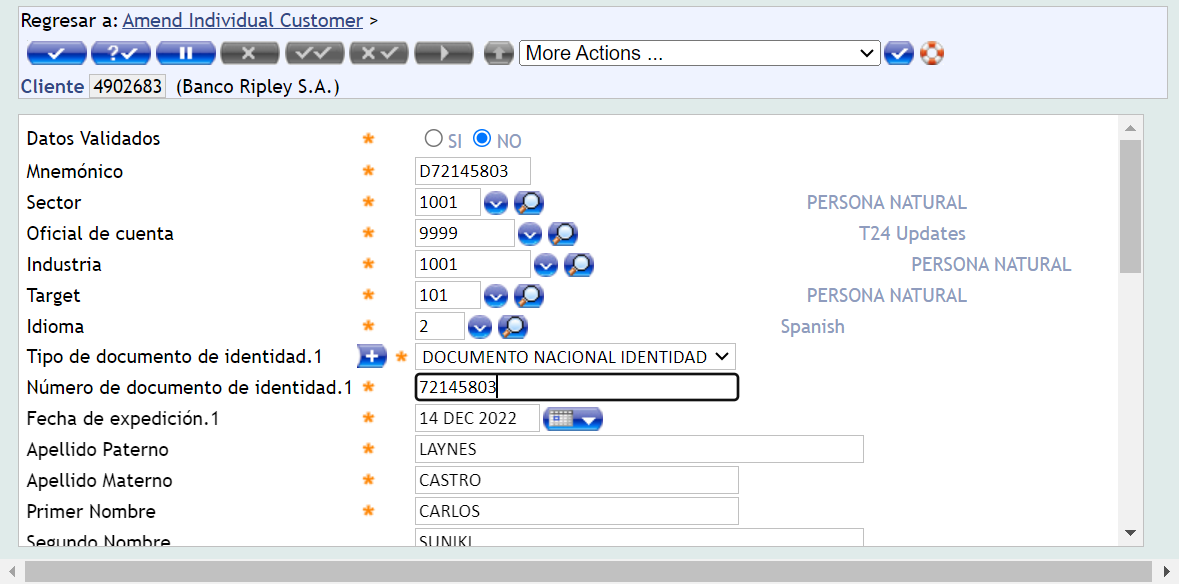 Regresar a: Amend Individual Customer >
More Actions ...
Cliente 4902683 (Banco Ripley S.A.)
Datos Validados * SI NO
Mnemónico * D72145803
Sector * 1001 PERSONA NATURAL
Oficial de cuenta * 9999 T24 Updates
Industria * 1001 PERSONA NATURAL
Target * 101 PERSONA NATURAL
Idioma * 2 Spanish
Tipo de documento de identidad.1 * DOCUMENTO NACIONAL IDENTIDAD
Número de documento de identidad.1 * 72145803
Fecha de expedición.1 * 14 DEC 2022
Apellido Paterno * LAYNES
Apellido Materno * CASTRO
Primer Nombre * CARLOS
Segundo Nombre SUNIKI